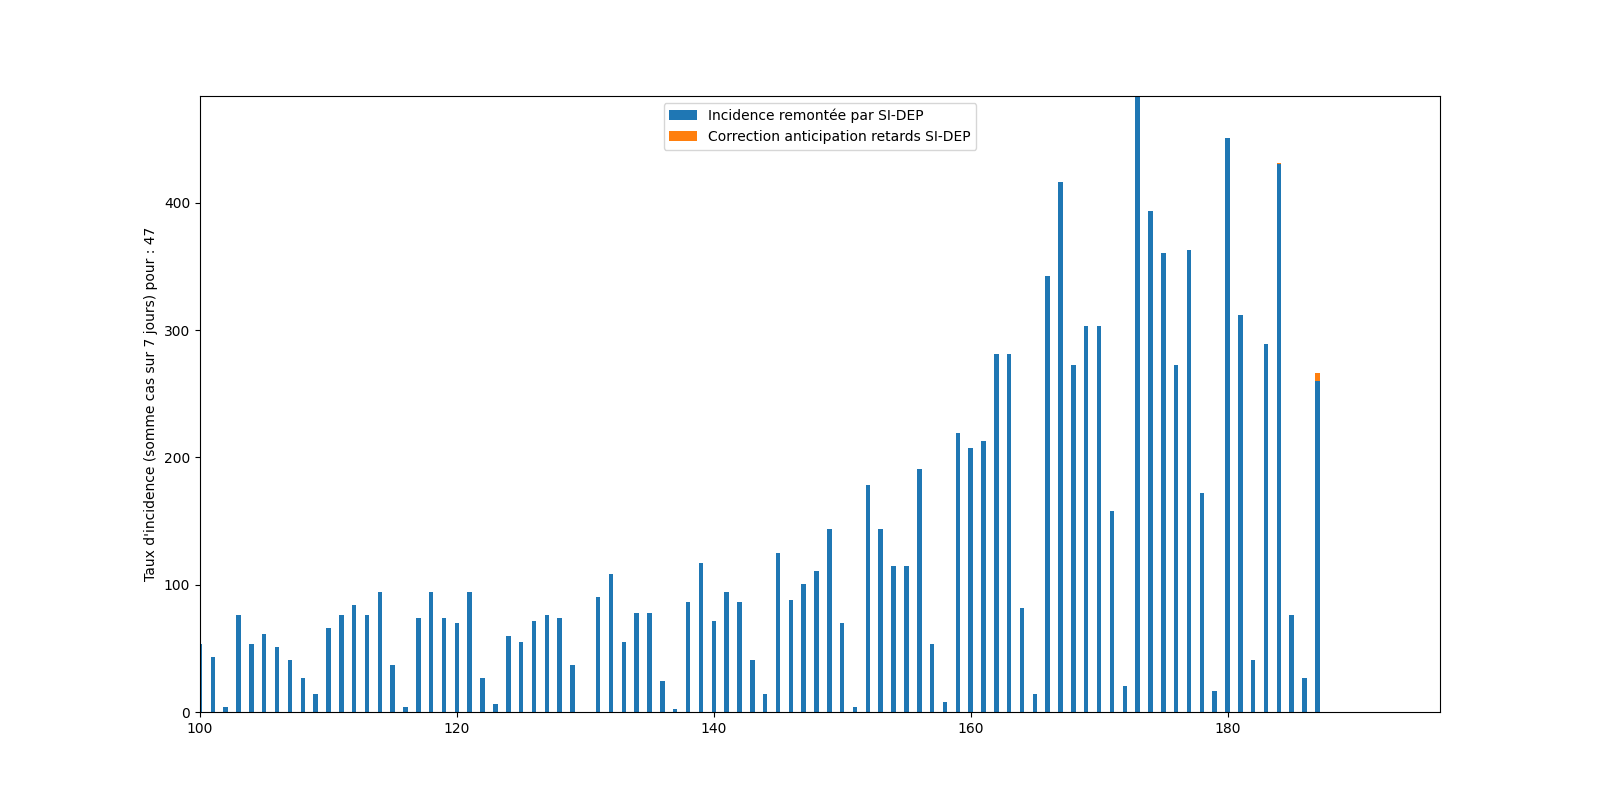 Incidence remontée par SI-DEP
Correction anticipation retards SI-DEP
Taux d'incidence (somme cas sur 7 jours) pour : 47
400
300
200
100
0
100 120 140 160 180